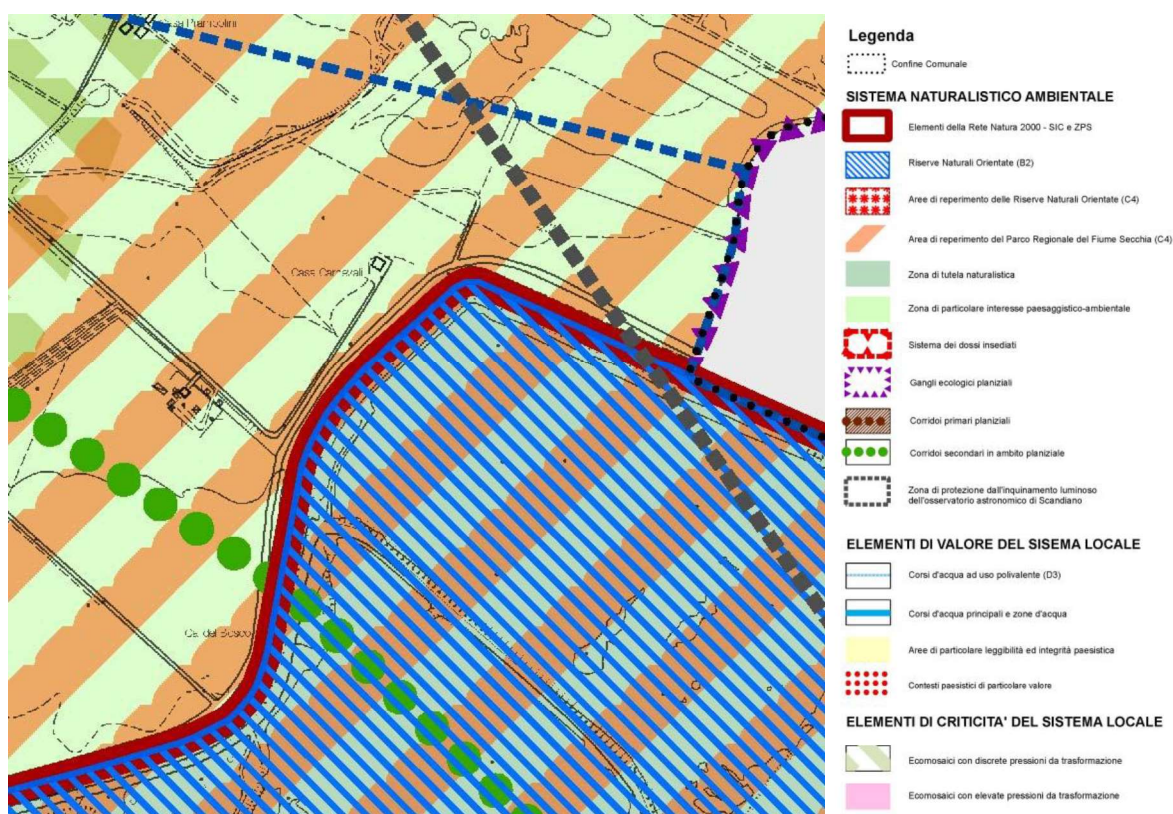 Casa Prampolini
Casa Carnevali
Ca' del Bosco
Legenda
Confine Comunale
SISTEMA NATURALISTICO AMBIENTALE
Elementi della Rete Natura 2000 - SIC e ZPS
Riserve Naturali Orientate (B2)
Aree di reperimento delle Riserve Naturali Orientate (C4)
Area di reperimento del Parco Regionale del Fiume Secchia (C4)
Zona di tutela naturalistica
Zona di particolare interesse paesaggistico-ambientale
Sistema dei dossi insediati
Gangli ecologici planiziali
Corridoi primari planiziali
Corridoi secondari in ambito planiziale
Zona di protezione dall'inquinamento luminoso
dell'osservatorio astronomico di Scandiano
ELEMENTI DI VALORE DEL SISEMA LOCALE
Corsi d'acqua ad uso polivalente (D3)
Corsi d'acqua principali e zone d'acqua
Aree di particolare leggibilità ed integrità paesistica
Contesti paesistici di particolare valore
ELEMENTI DI CRITICITA' DEL SISTEMA LOCALE
Ecomosaici con discrete pressioni da trasformazione
Ecomosaici con elevate pressioni da trasformazione